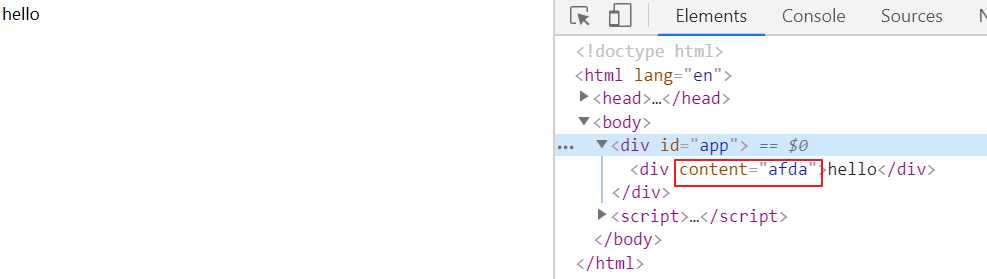 hello
Elements Console Sources
<!doctype html>
<html lang="en">
<head>…</head>
<body>
… <div id="app"> == $0
<div content="afda">hello</div>
</div>
<script>…</script>
</body>
</html>